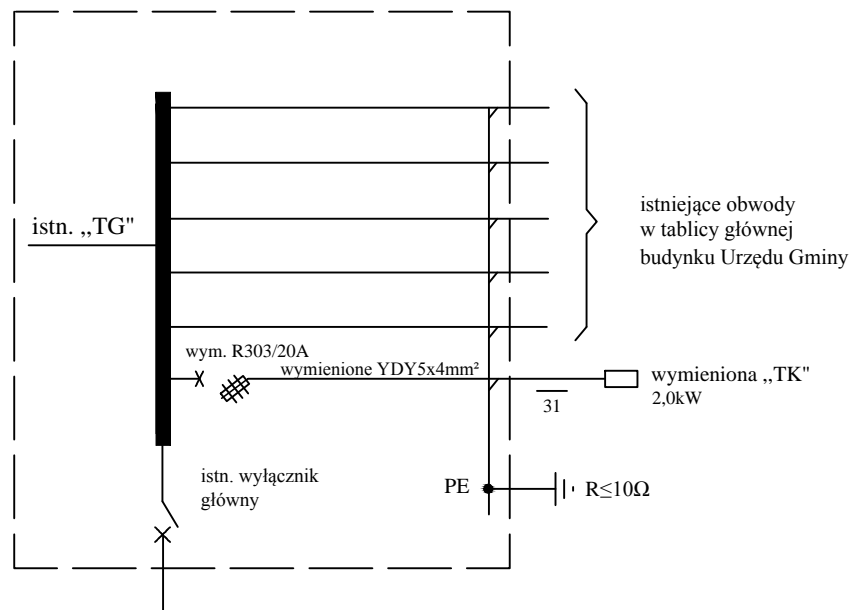 istn. ,,TG"
istniejące obwody
w tablicy głównej
budynku Urzędu Gminy
wym. R303/20A
wymienione YDY5x4mm²
wymieniona ,,TK"
2,0kW
31
istn. wyłącznik
główny
PE
R≤10Ω